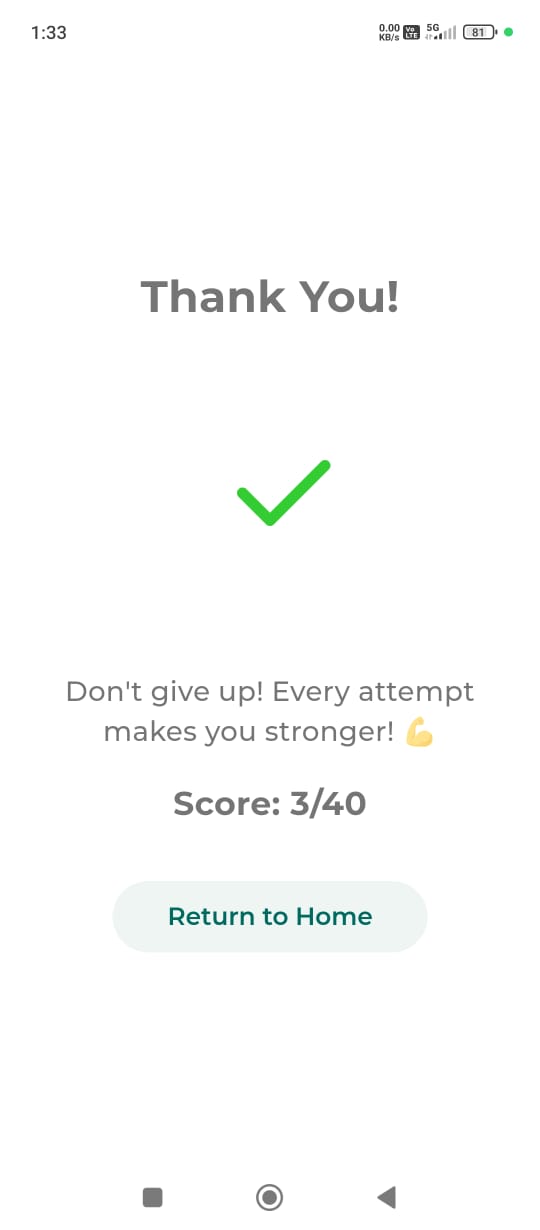 1:33
0.00
KB/s
Vo
LTE
5G
81
Thank You!
Don't give up! Every attempt
makes you stronger! 💪
Score: 3/40
Return to Home